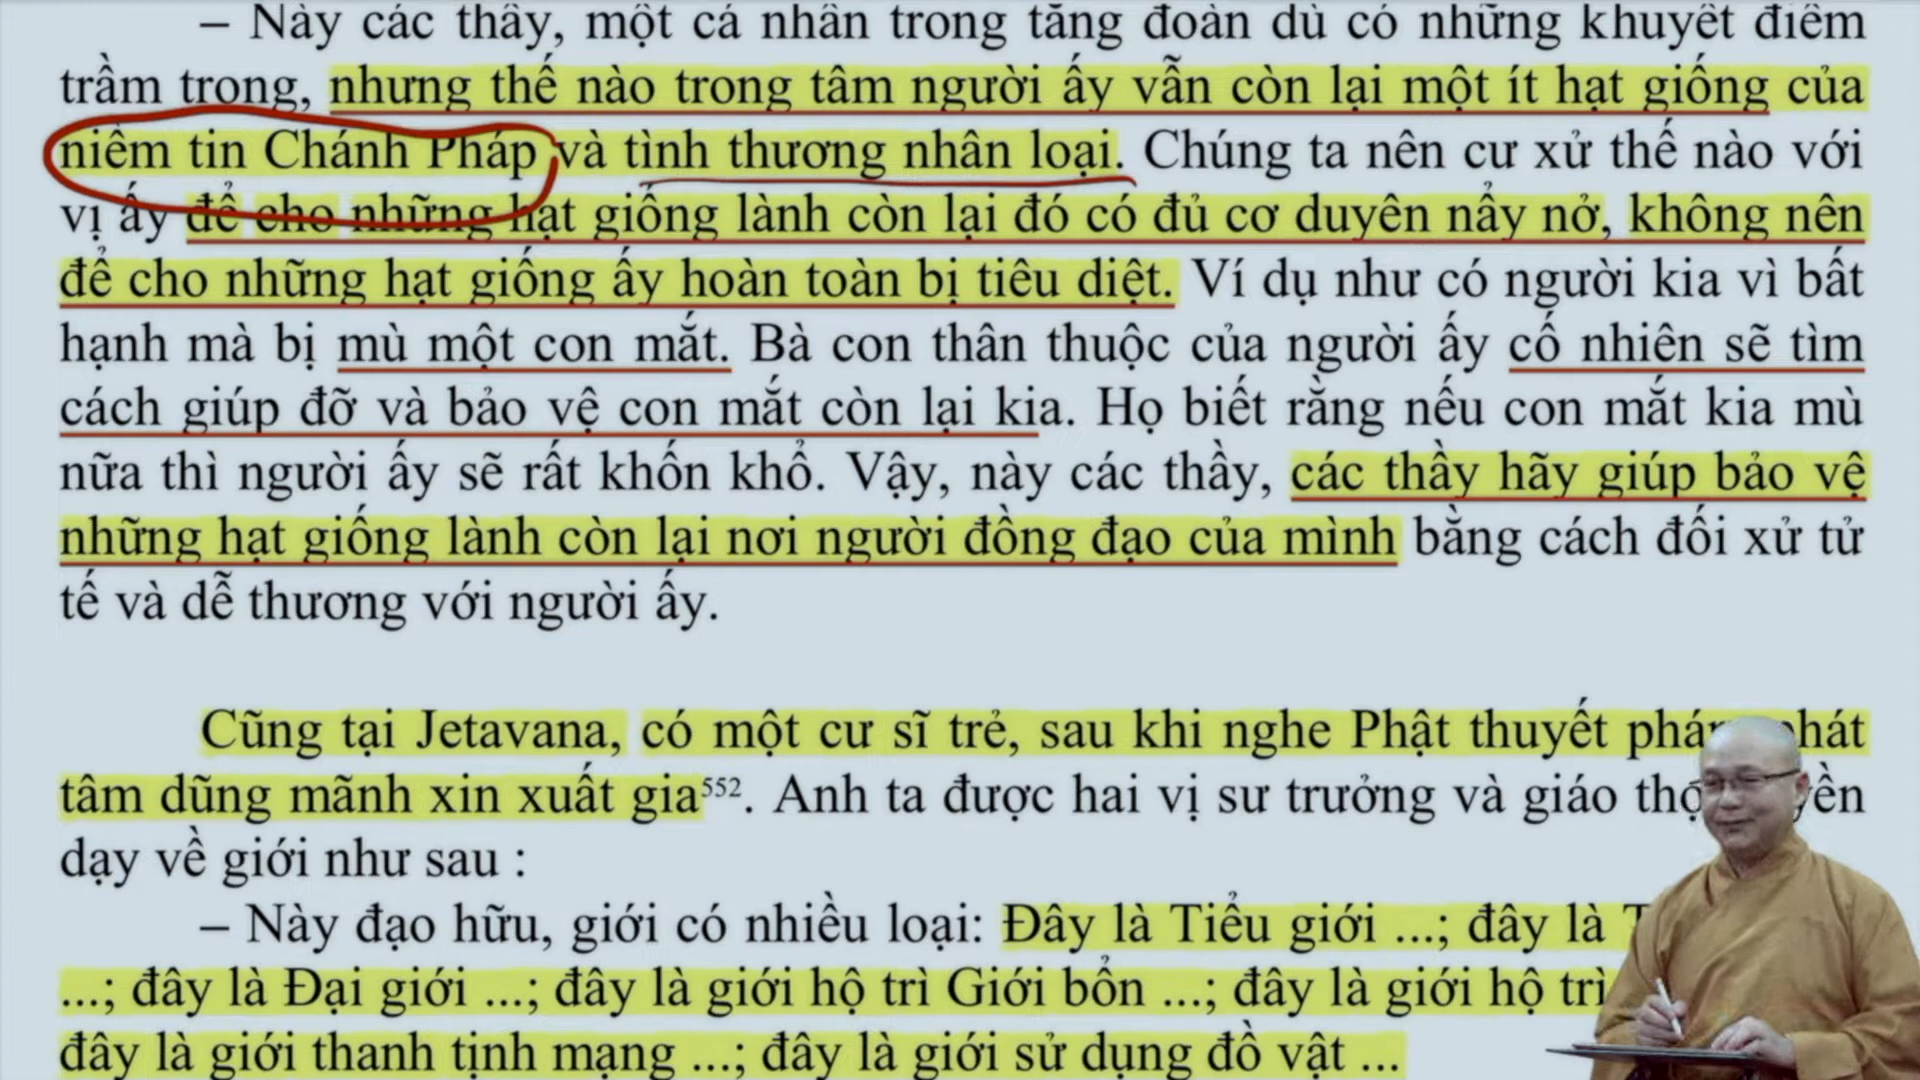 – Này các thầy, một cá nhân trong tăng đoàn dù có những khuyết điểm
trầm trọng, nhưng thế nào trong tâm người ấy vẫn còn lại một ít hạt giống của
niềm tin Chánh Pháp và tình thương nhân loại. Chúng ta nên cư xử thế nào với
vị ấy để cho những hạt giống lành còn lại đó có đủ cơ duyên nẩy nở, không nên
để cho những hạt giống ấy hoàn toàn bị tiêu diệt. Ví dụ như có người kia vì bất
hạnh mà bị mù một con mắt. Bà con thân thuộc của người ấy cố nhiên sẽ tìm
cách giúp đỡ và bảo vệ con mắt còn lại kia. Họ biết rằng nếu con mắt kia mù
nữa thì người ấy sẽ rất khốn khổ. Vậy, này các thầy, các thầy hãy giúp bảo vệ
những hạt giống lành còn lại nơi người đồng đạo của mình bằng cách đối xử tử
tế và dễ thương với người ấy.
Cũng tại Jetavana, có một cư sĩ trẻ, sau khi nghe Phật thuyết phát
tâm dũng mãnh xin xuất gia⁵⁵². Anh ta được hai vị sư trưởng và giáo
dạy về giới như sau :
– Này đạo hữu, giới có nhiều loại: Đây là Tiểu giới ...; đây là
...; đây là Đại giới ...; đây là giới hộ trì Giới bổn ...; đây là giới hộ trì
đây là giới thanh tịnh mạng ...; đây là giới sử dụng đồ vật ...